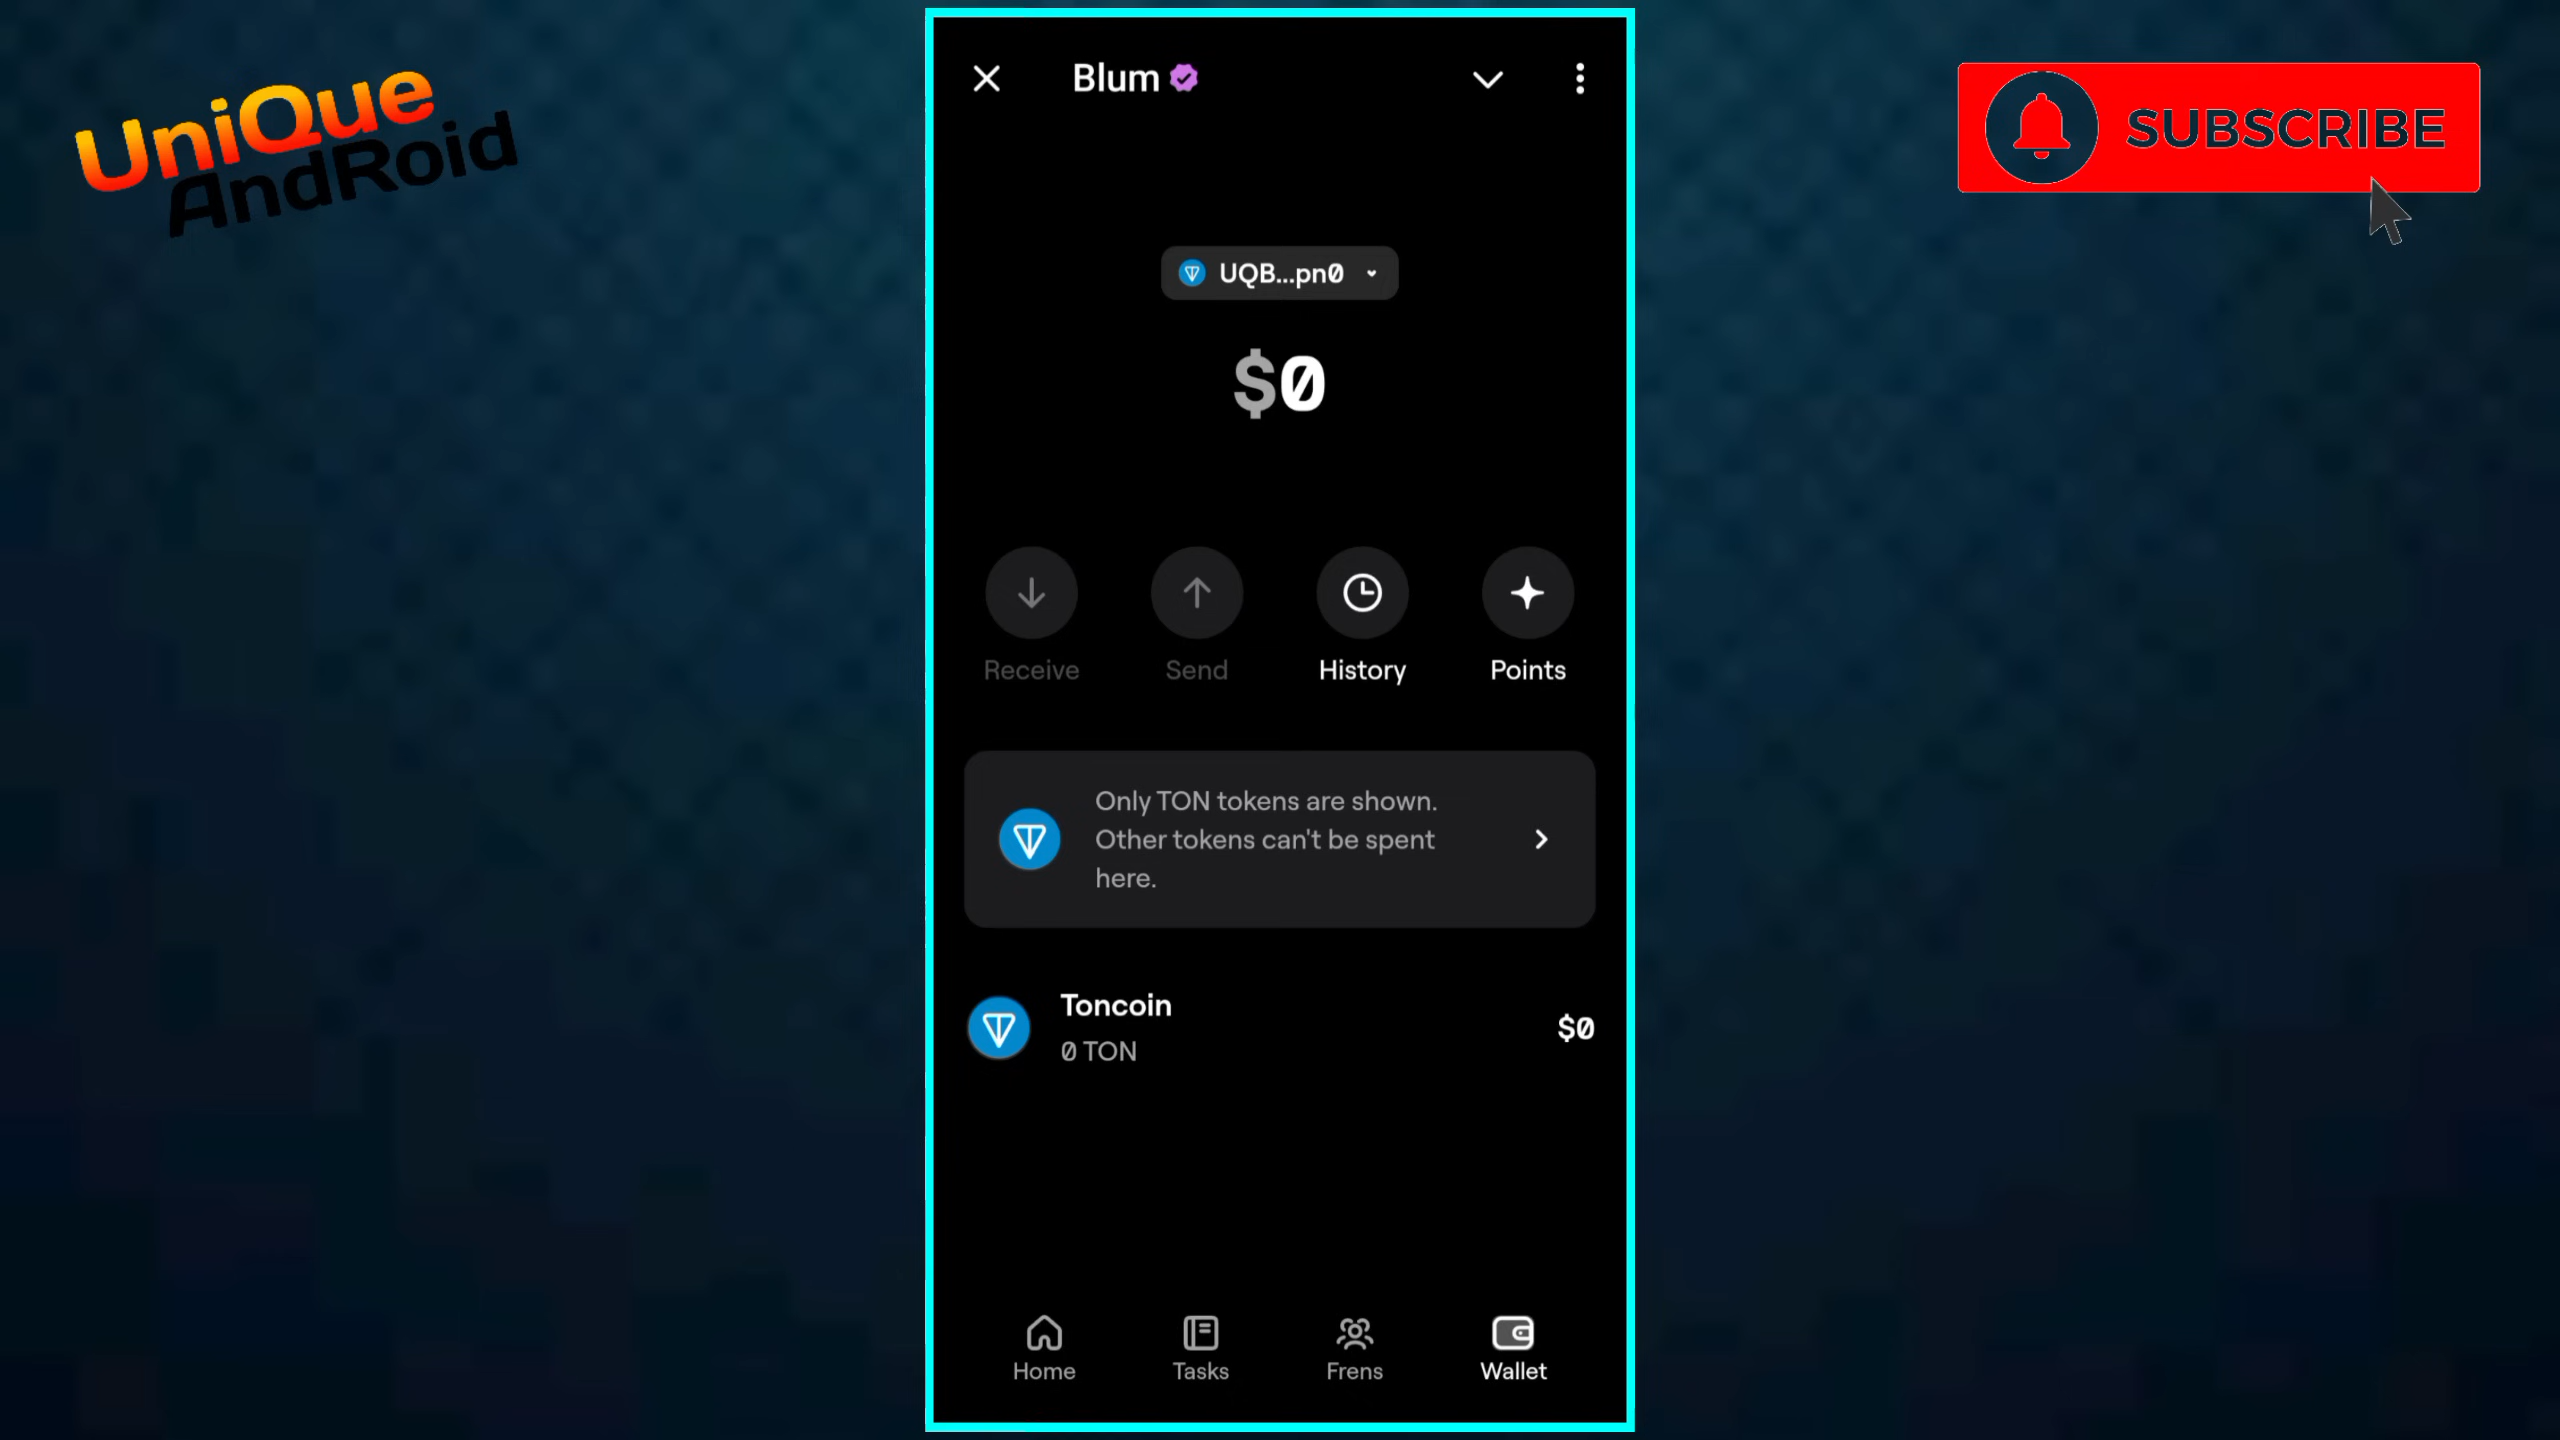 UniQue
AndRoid
SUBSCRIBE
Blum
UQB...pn0
$0
Receive
Send
History
Points
Only TON tokens are shown.
Other tokens can't be spent
here.
Toncoin
0 TON
$0
Home
Tasks
Frens
Wallet